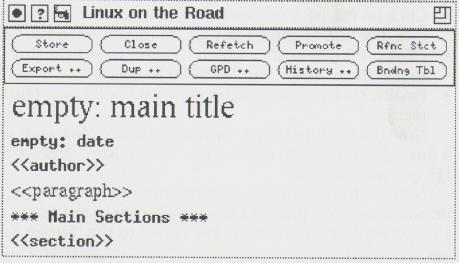 ? Linux on the Road
Store Close Refetch Promote Rfnc Stct
Export ↔ Dup ↔ GPD ↔ History ↔ Bndng Tbl
empty: main title
empty: date
<<author>>
<<paragraph>>
*** Main Sections ***
<<section>>